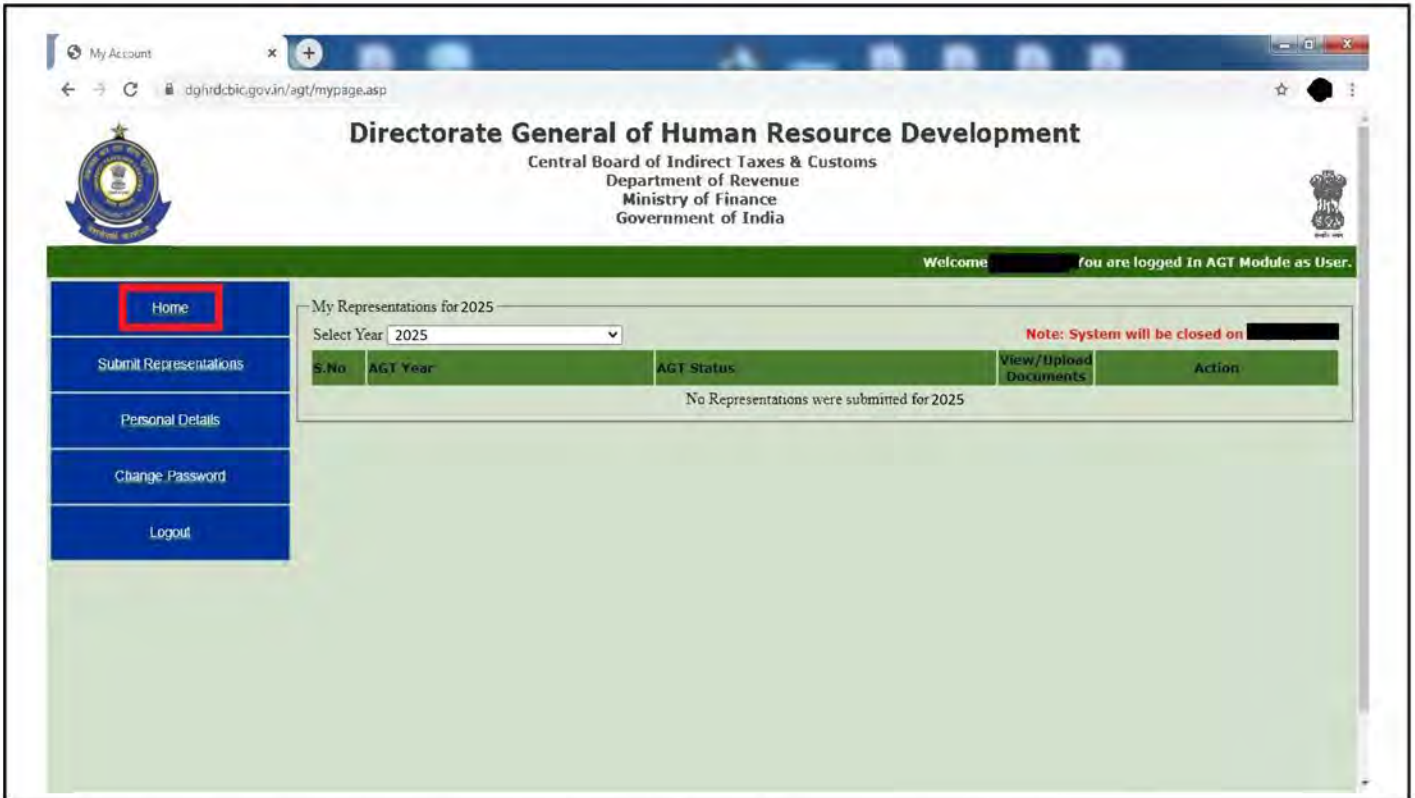 My Account
dghrdcbic.gov.in/agt/mypage.asp
Directorate General of Human Resource Development
Central Board of Indirect Taxes & Customs
Department of Revenue
Ministry of Finance
Government of India
Welcome You are logged In AGT Module as User.
Home
Submit Representations
Personal Details
Change Password
Logout
My Representations for 2025
Select Year 2025
Note: System will be closed on
S.No AGT Year AGT Status View/Upload Documents Action
No Representations were submitted for 2025